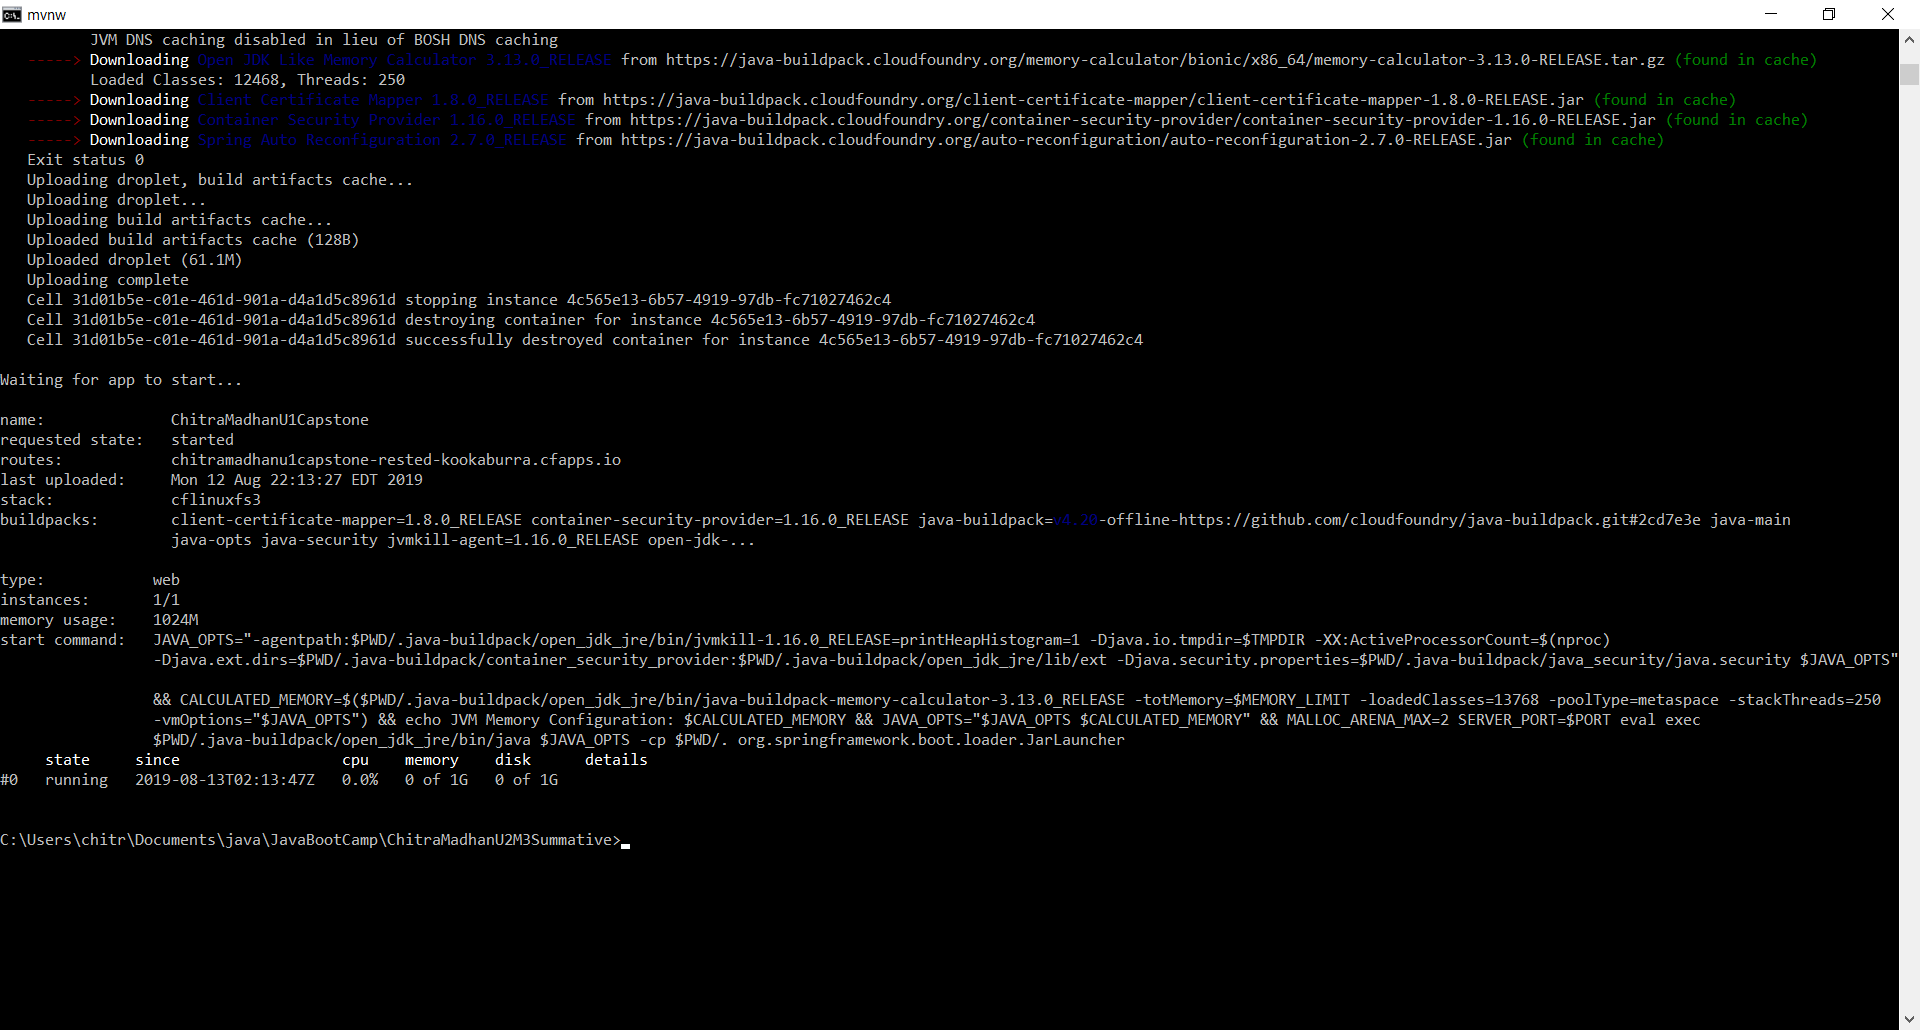 mvnw
JVM DNS caching disabled in lieu of BOSH DNS caching
-----> Downloading Open JDK Like Memory Calculator 3.13.0_RELEASE from https://java-buildpack.cloudfoundry.org/memory-calculator/bionic/x86_64/memory-calculator-3.13.0-RELEASE.tar.gz (found in cache)
Loaded Classes: 12468, Threads: 250
-----> Downloading Client Certificate Mapper 1.8.0_RELEASE from https://java-buildpack.cloudfoundry.org/client-certificate-mapper/client-certificate-mapper-1.8.0-RELEASE.jar (found in cache)
-----> Downloading Container Security Provider 1.16.0_RELEASE from https://java-buildpack.cloudfoundry.org/container-security-provider/container-security-provider-1.16.0-RELEASE.jar (found in cache)
-----> Downloading Spring Auto Reconfiguration 2.7.0_RELEASE from https://java-buildpack.cloudfoundry.org/auto-reconfiguration/auto-reconfiguration-2.7.0-RELEASE.jar (found in cache)
Exit status 0
Uploading droplet, build artifacts cache...
Uploading droplet...
Uploading build artifacts cache...
Uploaded build artifacts cache (128B)
Uploaded droplet (61.1M)
Uploading complete
Cell 31d01b5e-c01e-461d-901a-d4a1d5c8961d stopping instance 4c565e13-6b57-4919-97db-fc71027462c4
Cell 31d01b5e-c01e-461d-901a-d4a1d5c8961d destroying container for instance 4c565e13-6b57-4919-97db-fc71027462c4
Cell 31d01b5e-c01e-461d-901a-d4a1d5c8961d successfully destroyed container for instance 4c565e13-6b57-4919-97db-fc71027462c4
Waiting for app to start...
name: ChitraMadhanU1Capstone
requested state: started
routes: chitramadhanu1capstone-rested-kookaburra.cfapps.io
last uploaded: Mon 12 Aug 22:13:27 EDT 2019
stack: cflinuxfs3
buildpacks: client-certificate-mapper=1.8.0_RELEASE container-security-provider=1.16.0_RELEASE java-buildpack=v4.20-offline-https://github.com/cloudfoundry/java-buildpack.git#2cd7e3e java-main
java-opts java-security jvmkill-agent=1.16.0_RELEASE open-jdk-...
type: web
instances: 1/1
memory usage: 1024M
start command: JAVA_OPTS="-agentpath:$PWD/.java-buildpack/open_jdk_jre/bin/jvmkill-1.16.0_RELEASE=printHeapHistogram=1 -Djava.io.tmpdir=$TMPDIR -XX:ActiveProcessorCount=$(nproc)
-Djava.ext.dirs=$PWD/.java-buildpack/container_security_provider:$PWD/.java-buildpack/open_jdk_jre/lib/ext -Djava.security.properties=$PWD/.java-buildpack/java_security/java.security $JAVA_OPTS"
&& CALCULATED_MEMORY=$($PWD/.java-buildpack/open_jdk_jre/bin/java-buildpack-memory-calculator-3.13.0_RELEASE -totMemory=$MEMORY_LIMIT -loadedClasses=13768 -poolType=metaspace -stackThreads=250
-vmOptions="$JAVA_OPTS") && echo JVM Memory Configuration: $CALCULATED_MEMORY && JAVA_OPTS="$JAVA_OPTS $CALCULATED_MEMORY" && MALLOC_ARENA_MAX=2 SERVER_PORT=$PORT eval exec
$PWD/.java-buildpack/open_jdk_jre/bin/java $JAVA_OPTS -cp $PWD/. org.springframework.boot.loader.JarLauncher
state since cpu memory disk details
#0 running 2019-08-13T02:13:47Z 0.0% 0 of 1G 0 of 1G
C:\Users\chitr\Documents\java\JavaBootCamp\ChitraMadhanU2M3Summative>